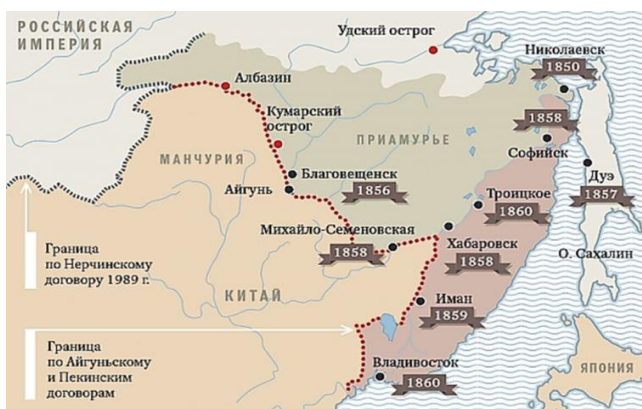 РОССИЙСКАЯ
ИМПЕРИЯ
Удский острог
Николаевск
1850
Албазин
Кумарский
острог
ПРИАМУРЬЕ
1858
Софийск
МАНЧУРИЯ
Благовещенск
1856
Айгунь
Дуэ
1857
Троицкое
1860
Михайло-Семеновская
1858
Хабаровск
1858
О. Сахалин
Граница
по Нерчинскому
договору 1989 г.
КИТАЙ
Иман
1859
Граница
по Айгуньскому
и Пекинским
договорам
Владивосток
1860
ЯПОНИЯ